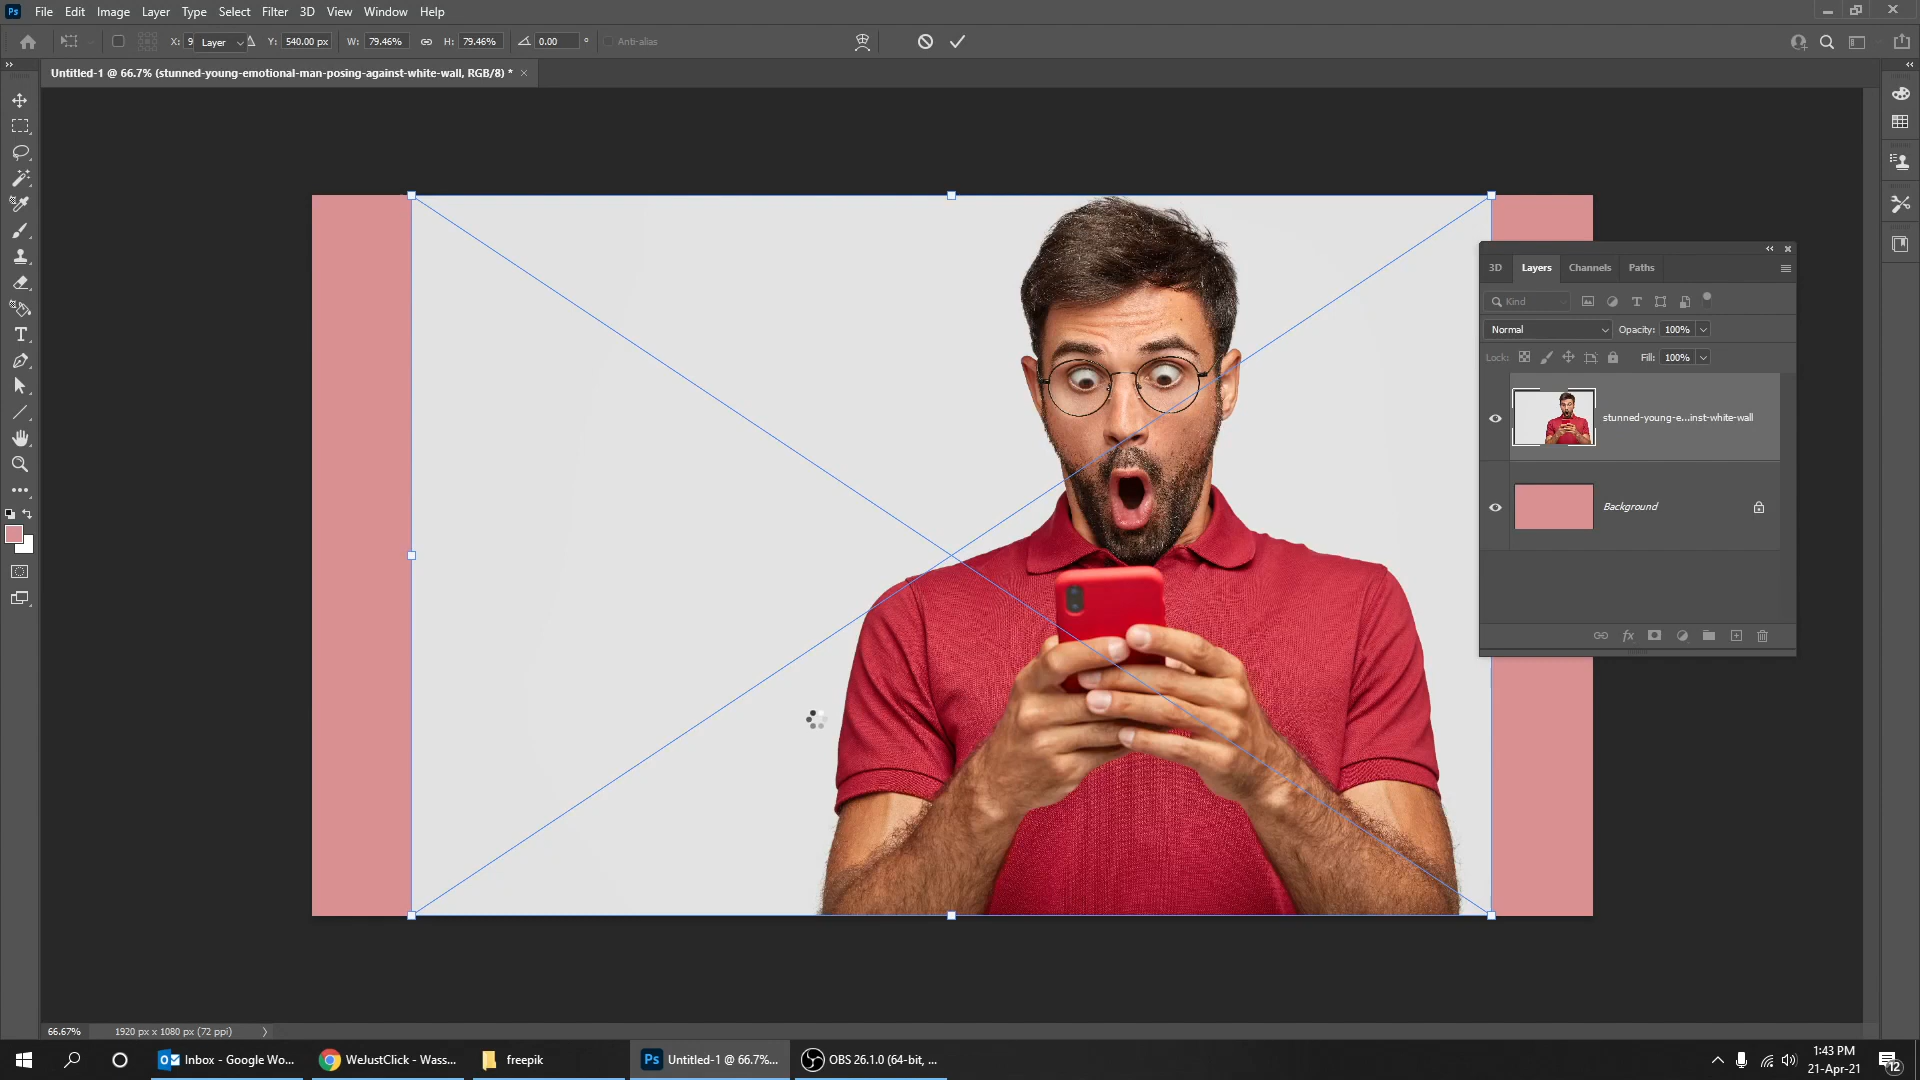 Ps File Edit Image Layer Type Select Filter 3D View Window Help
X: 9 Layer Y: 540.00 px W: 79.46% H: 79.46% 0.00 ° Anti-alias
Untitled-1 @ 66.7% (stunned-young-emotional-man-posing-against-white-wall, RGB/8) * ×
3D Layers Channels Paths
Kind
Normal Opacity: 100%
Lock: Fill: 100%
stunned-young-e...inst-white-wall
Background
66.67% 1920 px x 1080 px (72 ppi)
Inbox - Google Wo... WeJustClick - Wass... freepik Ps Untitled-1 @ 66.7%... OBS 26.1.0 (64-bit, ...
1:43 PM
21-Apr-21
12